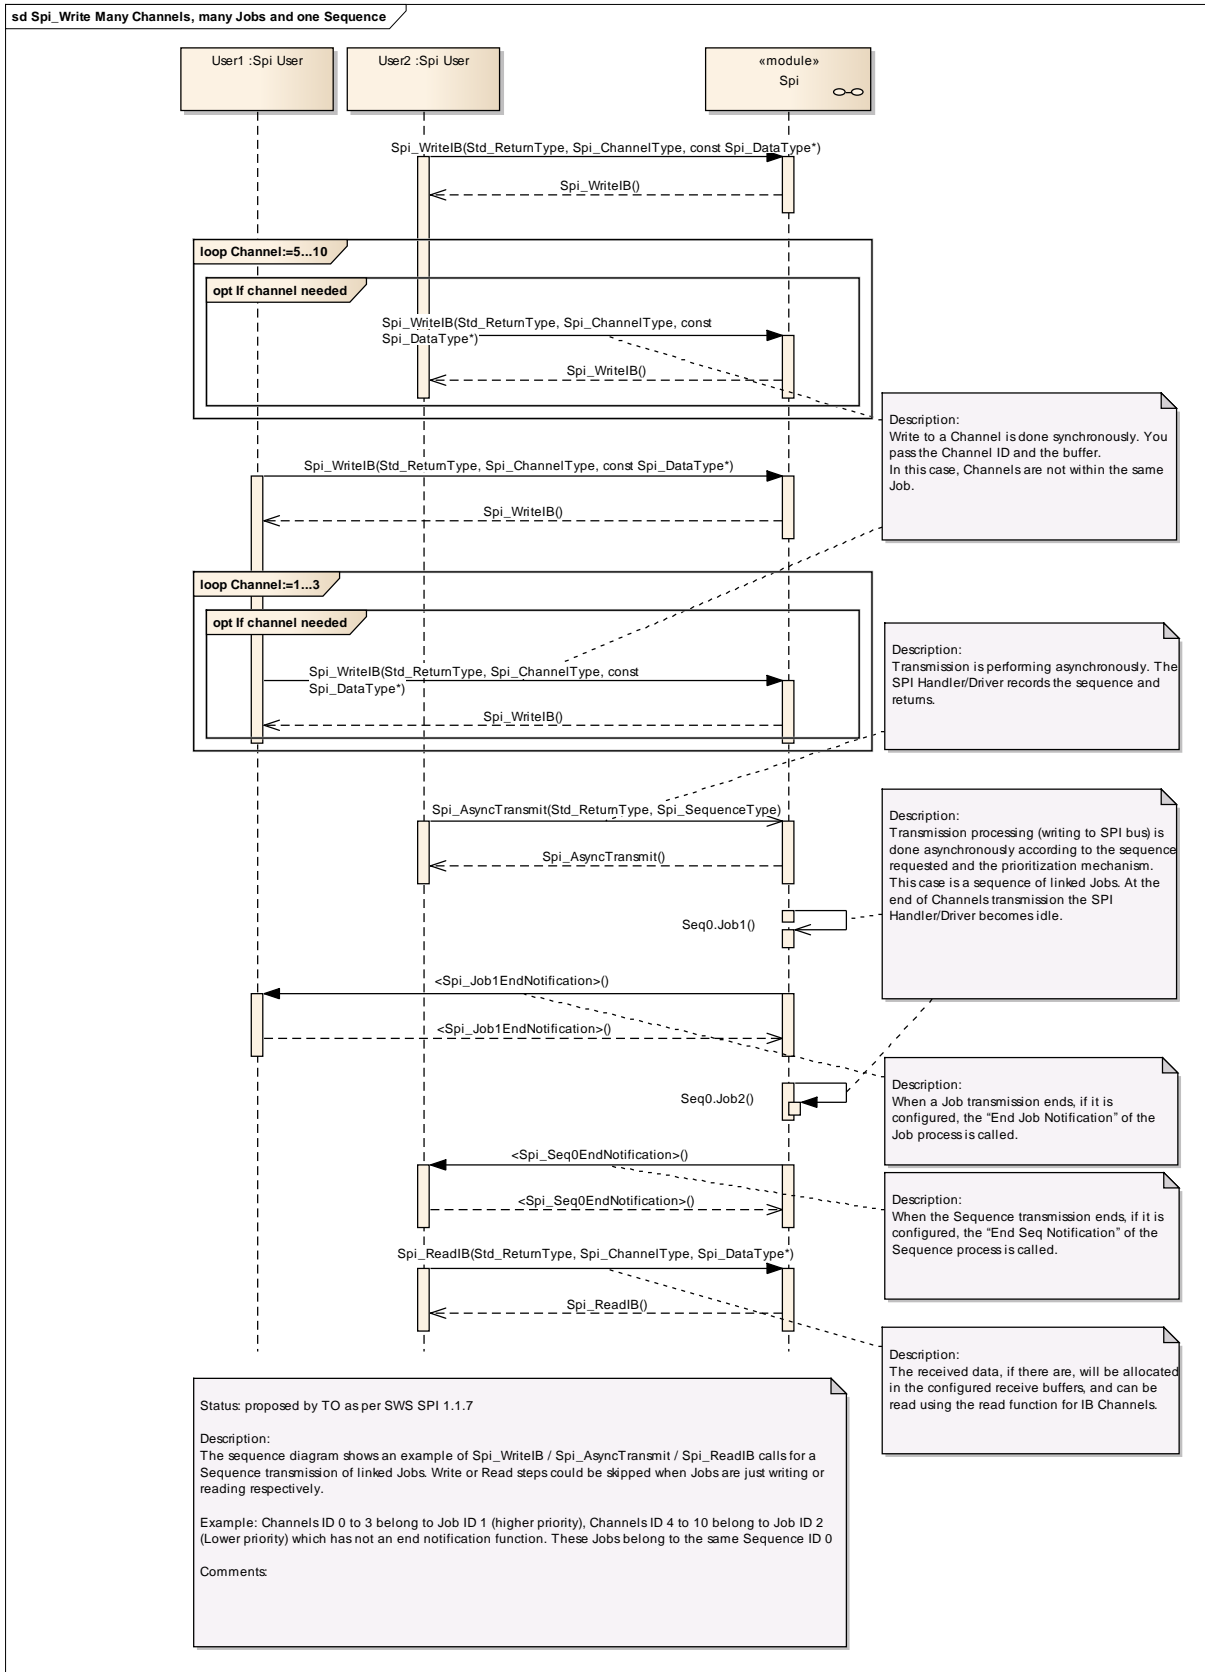 sd Spi_Write Many Channels, many Jobs and one Sequence
User1 :Spi User
User2 :Spi User
«module»
Spi
Spi_WriteIB(Std_ReturnType, Spi_ChannelType, const Spi_DataType*)
Spi_WriteIB()
loop Channel:=5...10
opt If channel needed
Spi_WriteIB(Std_ReturnType, Spi_ChannelType, const
Spi_DataType*)
Spi_WriteIB()
Description:
Write to a Channel is done synchronously. You
pass the Channel ID and the buffer.
In this case, Channels are not within the same
Job.
Spi_WriteIB(Std_ReturnType, Spi_ChannelType, const Spi_DataType*)
Spi_WriteIB()
loop Channel:=1...3
opt If channel needed
Spi_WriteIB(Std_ReturnType, Spi_ChannelType, const
Spi_DataType*)
Spi_WriteIB()
Description:
Transmission is performing asynchronously. The
SPI Handler/Driver records the sequence and
returns.
Spi_AsyncTransmit(Std_ReturnType, Spi_SequenceType)
Spi_AsyncTransmit()
Description:
Transmission processing (writing to SPI bus) is
done asynchronously according to the sequence
requested and the prioritization mechanism.
This case is a sequence of linked Jobs. At the
end of Channels transmission the SPI
Handler/Driver becomes idle.
Seq0.Job1()
<Spi_Job1EndNotification>()
<Spi_Job1EndNotification>()
Description:
When a Job transmission ends, if it is
configured, the “End Job Notification” of the
Job process is called.
Seq0.Job2()
<Spi_Seq0EndNotification>()
<Spi_Seq0EndNotification>()
Description:
When the Sequence transmission ends, if it is
configured, the “End Seq Notification” of the
Sequence process is called.
Spi_ReadIB(Std_ReturnType, Spi_ChannelType, Spi_DataType*)
Spi_ReadIB()
Description:
The received data, if there are, will be allocated
in the configured receive buffers, and can be
read using the read function for IB Channels.
Status: proposed by TO as per SWS SPI 1.1.7
Description:
The sequence diagram shows an example of Spi_WriteIB / Spi_AsyncTransmit / Spi_ReadIB calls for a
Sequence transmission of linked Jobs. Write or Read steps could be skipped when Jobs are just writing or
reading respectively.
Example: Channels ID 0 to 3 belong to Job ID 1 (higher priority), Channels ID 4 to 10 belong to Job ID 2
(Lower priority) which has not an end notification function. These Jobs belong to the same Sequence ID 0
Comments: